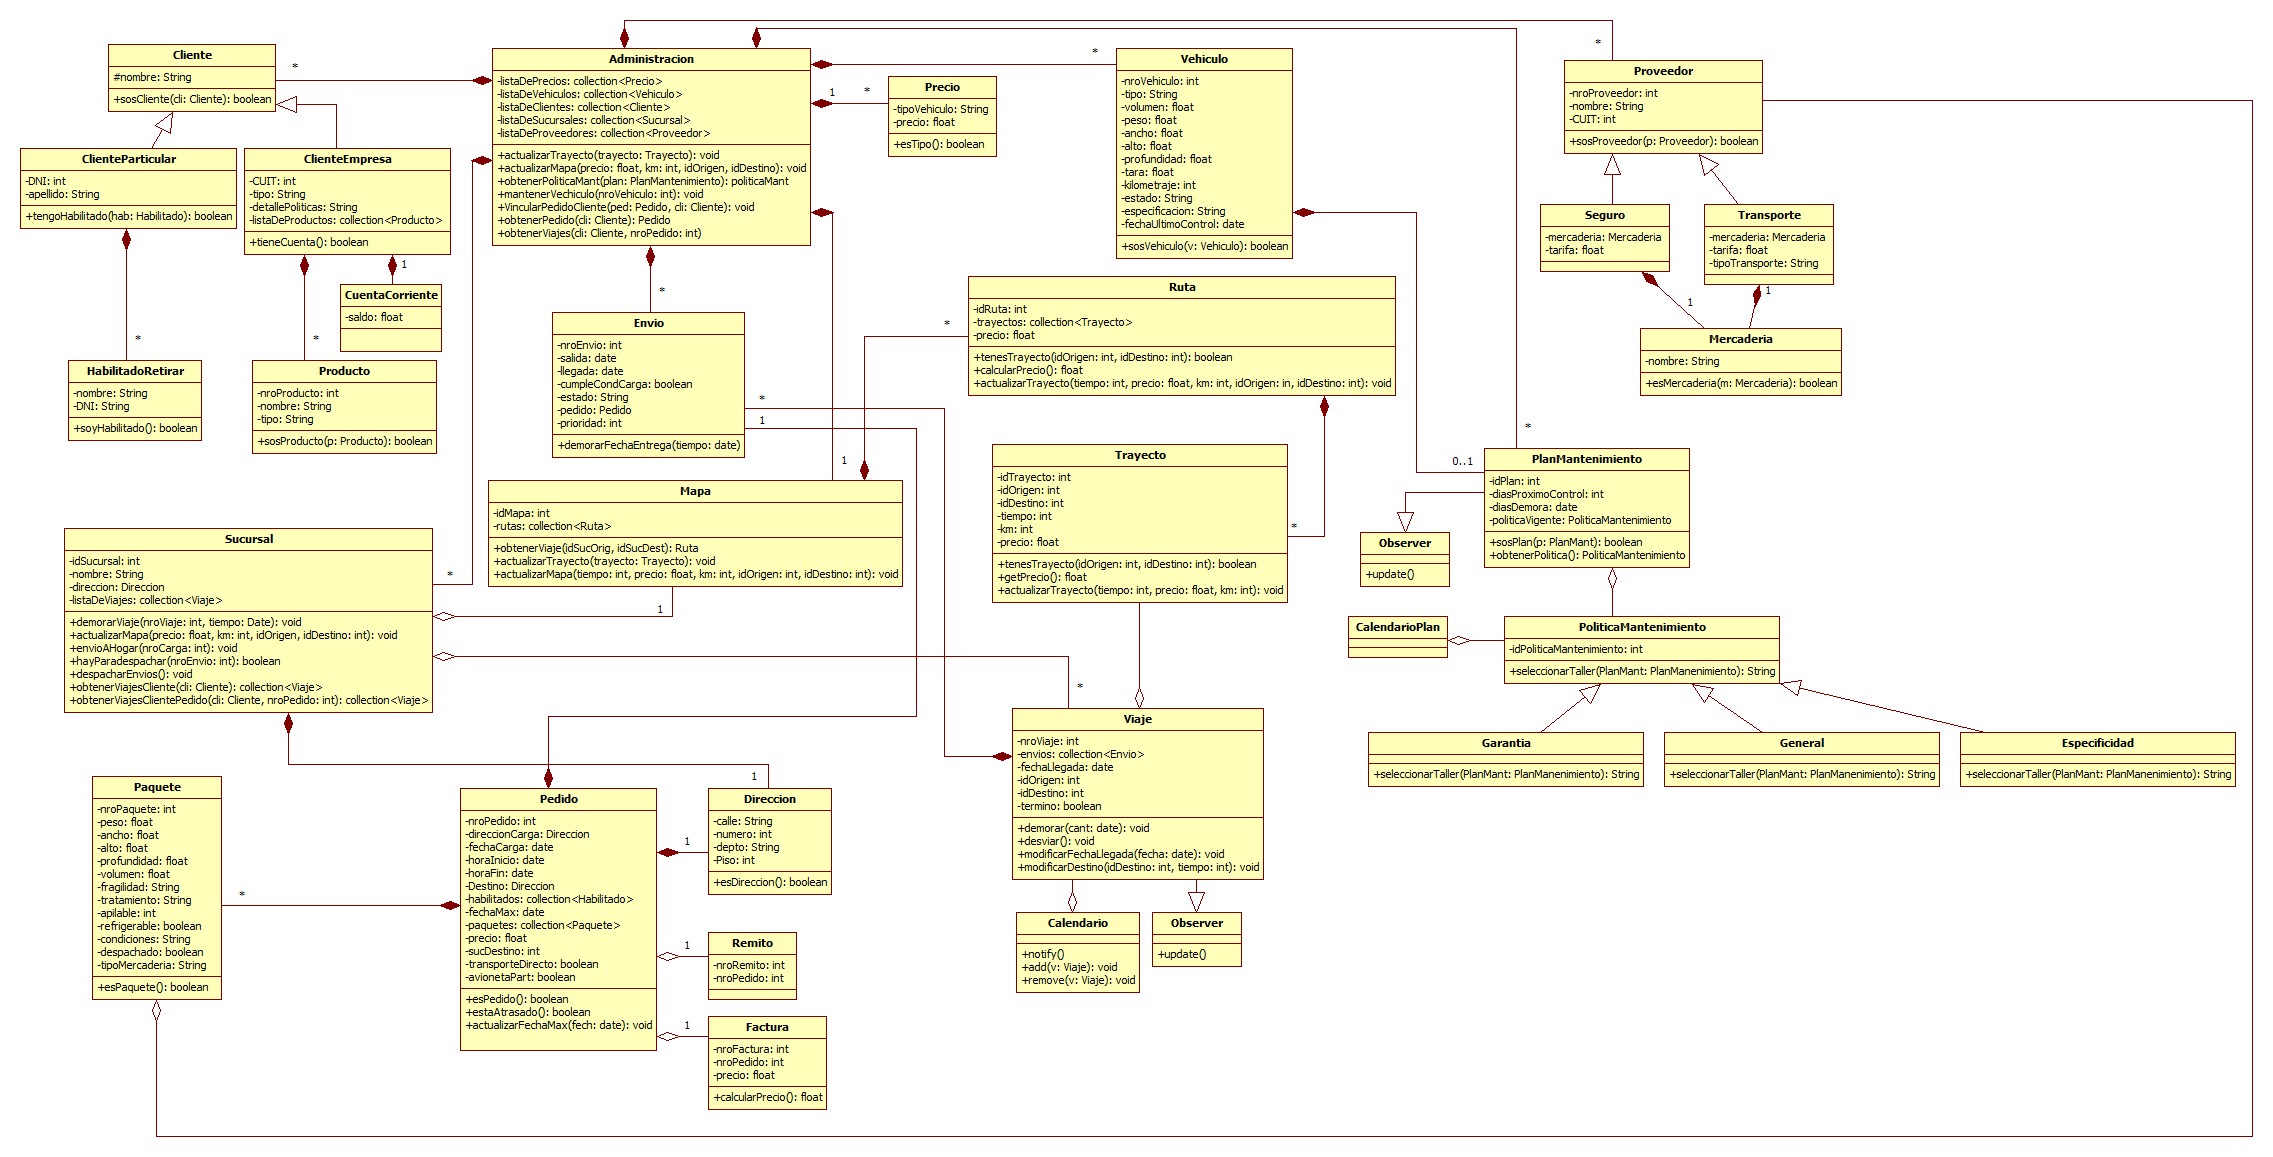 Cliente
#nombre: String
+sosCliente(cli: Cliente): boolean
*
ClienteParticular
-DNI: int
-apellido: String
+tengoHabilitado(hab: Habilitado): boolean
*
HabilitadoRetirar
-nombre: String
-DNI: String
+soyHabilitado(): boolean
ClienteEmpresa
-CUIT: int
-tipo: String
-detallePoliticas: String
-listaDeProductos: collection<Producto>
+tieneCuenta(): boolean
1
CuentaCorriente
-saldo: float
*
Producto
-nroProducto: int
-nombre: String
-tipo: String
+sosProducto(p: Producto): boolean
Administracion
-listaDePrecios: collection<Precio>
-listaDeVehiculos: collection<Vehiculo>
-listaDeClientes: collection<Cliente>
-listaDeSucursales: collection<Sucursal>
-listaDeProveedores: collection<Proveedor>
+actualizarTrayecto(trayecto: Trayecto): void
+actualizarMapa(precio: float, km: int, idOrigen, idDestino): void
+obtenerPoliticaMant(plan: PlanMantenimiento): politicaMant
+mantenerVechiculo(nroVehiculo: int): void
+VincularPedidoCliente(ped: Pedido, cli: Cliente): void
+obtenerPedido(cli: Cliente): Pedido
+obtenerViajes(cli: Cliente, nroPedido: int)
*
1
*
Precio
-tipoVehiculo: String
-precio: float
+esTipo(): boolean
Vehiculo
-nroVehiculo: int
-tipo: String
-volumen: float
-peso: float
-ancho: float
-alto: float
-profundidad: float
-tara: float
-kilometraje: int
-estado: String
-especificacion: String
-fechaUltimoControl: date
+sosVehiculo(v: Vehiculo): boolean
*
Proveedor
-nroProveedor: int
-nombre: String
-CUIT: int
+sosProveedor(p: Proveedor): boolean
Seguro
-mercaderia: Mercaderia
-tarifa: float
Transporte
-mercaderia: Mercaderia
-tarifa: float
-tipoTransporte: String
1
1
Mercaderia
-nombre: String
+esMercaderia(m: Mercaderia): boolean
*
Envio
-nroEnvio: int
-salida: date
-llegada: date
-cumpleCondCarga: boolean
-estado: String
-pedido: Pedido
-prioridad: int
+demorarFechaEntrega(tiempo: date)
*
1
Ruta
-idRuta: int
-trayectos: collection<Trayecto>
-precio: float
+tenesTrayecto(idOrigen: int, idDestino: int): boolean
+calcularPrecio(): float
+actualizarTrayecto(tiempo: int, precio: float, km: int, idOrigen: in, idDestino: int): void
*
1
Mapa
-idMapa: int
-rutas: collection<Ruta>
+obtenerViaje(idSucOrig, idSucDest): Ruta
+actualizarTrayecto(trayecto: Trayecto): void
+actualizarMapa(tiempo: int, precio: float, km: int, idOrigen: int, idDestino: int): void
Trayecto
-idTrayecto: int
-idOrigen: int
-idDestino: int
-tiempo: int
-km: int
-precio: float
+tenesTrayecto(idOrigen: int, idDestino: int): boolean
+getPrecio(): float
+actualizarTrayecto(tiempo: int, precio: float, km: int): void
*
*
0..1
PlanMantenimiento
-idPlan: int
-diasProximoControl: int
-diasDemora: date
-politicaVigente: PoliticaMantenimiento
+sosPlan(p: PlanMant): boolean
+obtenerPolitica(): PoliticaMantenimiento
Observer
+update()
CalendarioPlan
PoliticaMantenimiento
-idPoliticaMantenimiento: int
+seleccionarTaller(PlanMant: PlanManenimiento): String
Garantia
+seleccionarTaller(PlanMant: PlanManenimiento): String
General
+seleccionarTaller(PlanMant: PlanManenimiento): String
Especificidad
+seleccionarTaller(PlanMant: PlanManenimiento): String
Sucursal
-idSucursal: int
-nombre: String
-direccion: Direccion
-listaDeViajes: collection<Viaje>
+demorarViaje(nroViaje: int, tiempo: Date): void
+actualizarMapa(precio: float, km: int, idOrigen, idDestino: int): void
+envioAHogar(nroCarga: int): void
+hayParadespachar(nroEnvio: int): boolean
+despacharEnvios(): void
+obtenerViajesCliente(cli: Cliente): collection<Viaje>
+obtenerViajesClientePedido(cli: Cliente, nroPedido: int): collection<Viaje>
*
1
*
1
Viaje
-nroViaje: int
-envios: collection<Envio>
-fechaLlegada: date
-idOrigen: int
-idDestino: int
-termino: boolean
+demorar(cant: date): void
+desviar(): void
+modificarFechaLlegada(fecha: date): void
+modificarDestino(idDestino: int, tiempo: int): void
Calendario
+notify()
+add(v: Viaje): void
+remove(v: Viaje): void
Observer
+update()
Paquete
-nroPaquete: int
-peso: float
-ancho: float
-alto: float
-profundidad: float
-volumen: float
-fragilidad: String
-tratamiento: String
-apilable: int
-refrigerable: boolean
-condiciones: String
-despachado: boolean
-tipoMercaderia: String
+esPaquete(): boolean
*
Pedido
-nroPedido: int
-direccionCarga: Direccion
-fechaCarga: date
-horaInicio: date
-horaFin: date
-Destino: Direccion
-habilitados: collection<Habilitado>
-fechaMax: date
-paquetes: collection<Paquete>
-precio: float
-sucDestino: int
-transporteDirecto: boolean
-avionetaPart: boolean
+esPedido(): boolean
+estaAtrasado(): boolean
+actualizarFechaMax(fech: date): void
1
Direccion
-calle: String
-numero: int
-depto: String
-Piso: int
+esDireccion(): boolean
1
Remito
-nroRemito: int
-nroPedido: int
1
Factura
-nroFactura: int
-nroPedido: int
-precio: float
+calcularPrecio(): float